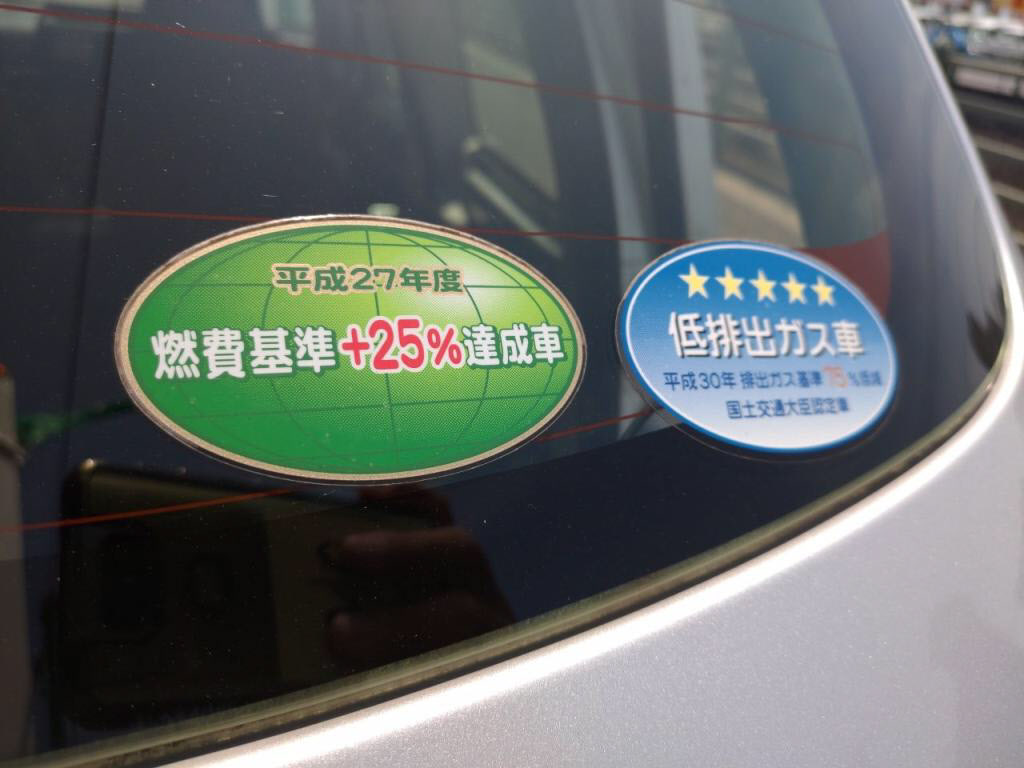 平成27年度
燃費基準+25%達成車
★★★★★
低排出ガス車
平成30年 排出ガス基準 75%低減
国土交通大臣認定車